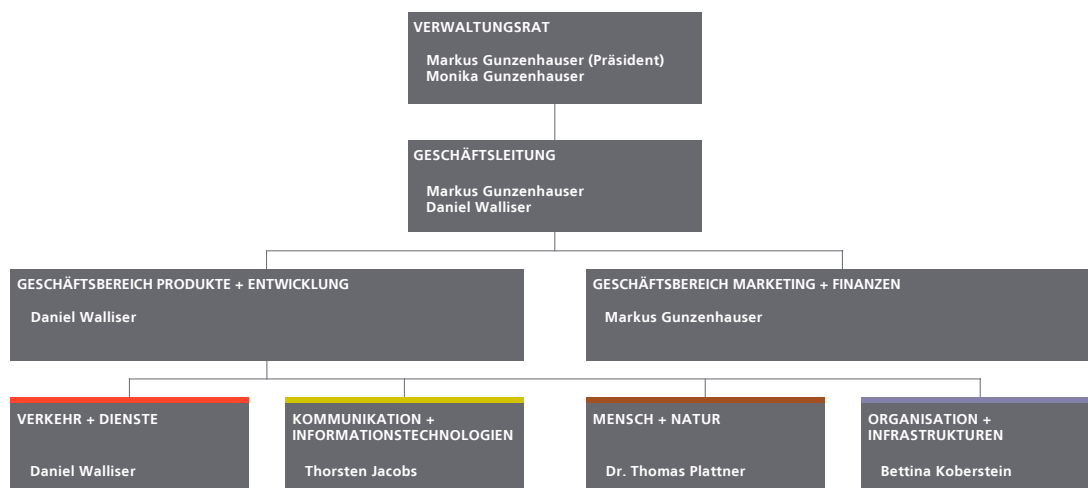 VERWALTUNGSRAT
Markus Gunzenhauser (Präsident)
Monika Gunzenhauser
GESCHÄFTSLEITUNG
Markus Gunzenhauser
Daniel Walliser
GESCHÄFTSBEREICH PRODUKTE + ENTWICKLUNG
Daniel Walliser
GESCHÄFTSBEREICH MARKETING + FINANZEN
Markus Gunzenhauser
VERKEHR + DIENSTE
Daniel Walliser
KOMMUNIKATION +
INFORMATIONSTECHNOLOGIEN
Thorsten Jacobs
MENSCH + NATUR
Dr. Thomas Plattner
ORGANISATION +
INFRASTRUKTUREN
Bettina Koberstein